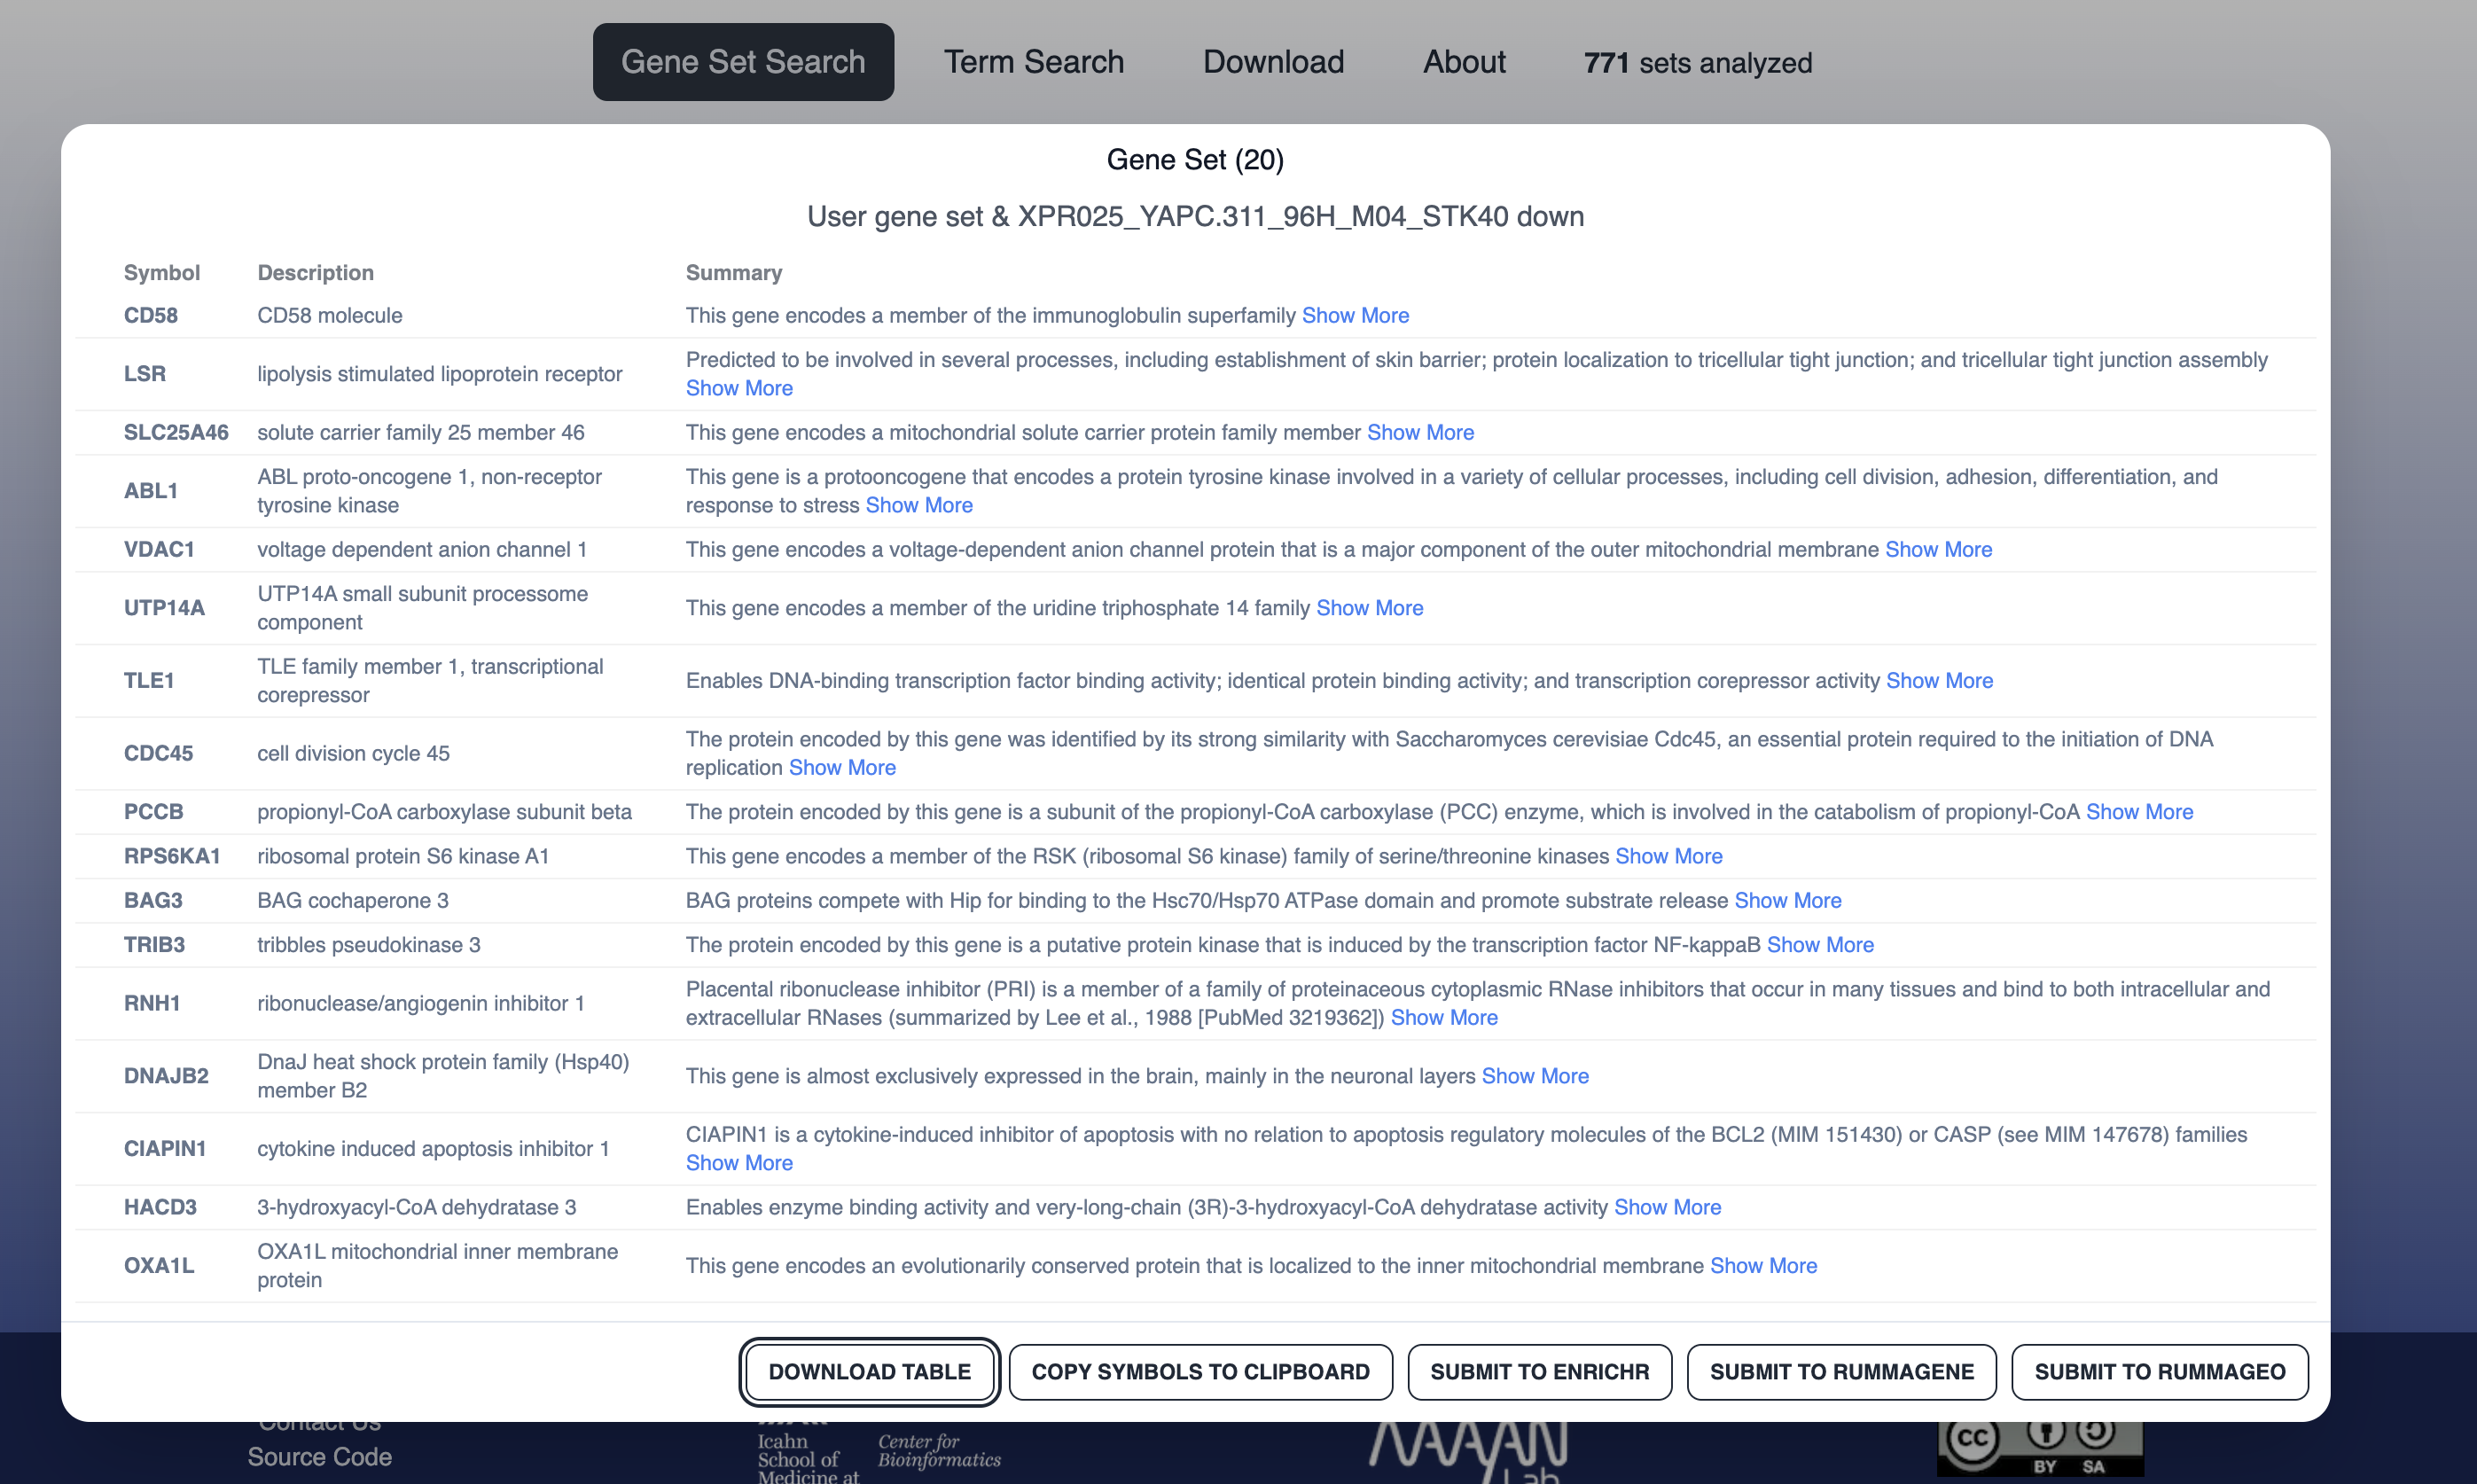 Gene Set Search Term Search Download About 771 sets analyzed
Gene Set (20)
User gene set & XPR025_YAPC.311_96H_M04_STK40 down
Symbol Description Summary
CD58 CD58 molecule This gene encodes a member of the immunoglobulin superfamily Show More
LSR lipolysis stimulated lipoprotein receptor Predicted to be involved in several processes, including establishment of skin barrier; protein localization to tricellular tight junction; and tricellular tight junction assembly
Show More
SLC25A46 solute carrier family 25 member 46 This gene encodes a mitochondrial solute carrier protein family member Show More
ABL1 ABL proto-oncogene 1, non-receptor
tyrosine kinase
This gene is a protooncogene that encodes a protein tyrosine kinase involved in a variety of cellular processes, including cell division, adhesion, differentiation, and
response to stress Show More
VDAC1 voltage dependent anion channel 1 This gene encodes a voltage-dependent anion channel protein that is a major component of the outer mitochondrial membrane Show More
UTP14A UTP14A small subunit processome
component
This gene encodes a member of the uridine triphosphate 14 family Show More
TLE1 TLE family member 1, transcriptional
corepressor
Enables DNA-binding transcription factor binding activity; identical protein binding activity; and transcription corepressor activity Show More
CDC45 cell division cycle 45 The protein encoded by this gene was identified by its strong similarity with Saccharomyces cerevisiae Cdc45, an essential protein required to the initiation of DNA
replication Show More
PCCB propionyl-CoA carboxylase subunit beta The protein encoded by this gene is a subunit of the propionyl-CoA carboxylase (PCC) enzyme, which is involved in the catabolism of propionyl-CoA Show More
RPS6KA1 ribosomal protein S6 kinase A1 This gene encodes a member of the RSK (ribosomal S6 kinase) family of serine/threonine kinases Show More
BAG3 BAG cochaperone 3 BAG proteins compete with Hip for binding to the Hsc70/Hsp70 ATPase domain and promote substrate release Show More
TRIB3 tribbles pseudokinase 3 The protein encoded by this gene is a putative protein kinase that is induced by the transcription factor NF-kappaB Show More
RNH1 ribonuclease/angiogenin inhibitor 1 Placental ribonuclease inhibitor (PRI) is a member of a family of proteinaceous cytoplasmic RNase inhibitors that occur in many tissues and bind to both intracellular and
extracellular RNases (summarized by Lee et al., 1988 [PubMed 3219362]) Show More
DNAJB2 DnaJ heat shock protein family (Hsp40)
member B2
This gene is almost exclusively expressed in the brain, mainly in the neuronal layers Show More
CIAPIN1 cytokine induced apoptosis inhibitor 1 CIAPIN1 is a cytokine-induced inhibitor of apoptosis with no relation to apoptosis regulatory molecules of the BCL2 (MIM 151430) or CASP (see MIM 147678) families
Show More
HACD3 3-hydroxyacyl-CoA dehydratase 3 Enables enzyme binding activity and very-long-chain (3R)-3-hydroxyacyl-CoA dehydratase activity Show More
OXA1L OXA1L mitochondrial inner membrane
protein
This gene encodes an evolutionarily conserved protein that is localized to the inner mitochondrial membrane Show More
DOWNLOAD TABLE COPY SYMBOLS TO CLIPBOARD SUBMIT TO ENRICHR SUBMIT TO RUMMAGENE SUBMIT TO RUMMAGEO
Contact Us
Source Code
Icahn
School of
Medicine at
Center for
Bioinformatics
MAAYAN
Lab
CC BY SA